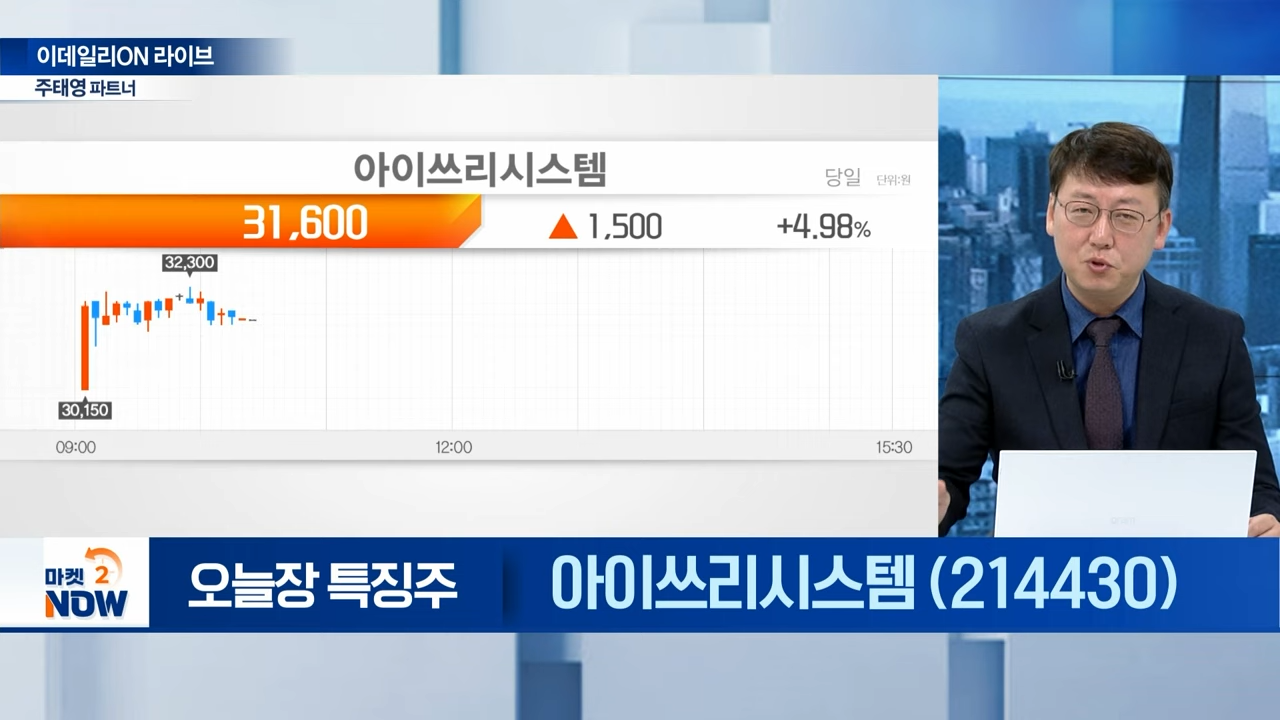 이데일리ON 라이브
주태영 파트너
아이쓰리시스템
당일 단위:원
31,600 ▲ 1,500 +4.98%
32,300
30,150
09:00 12:00 15:30
마켓 2
NOW
오늘장 특징주 아이쓰리시스템 (214430)